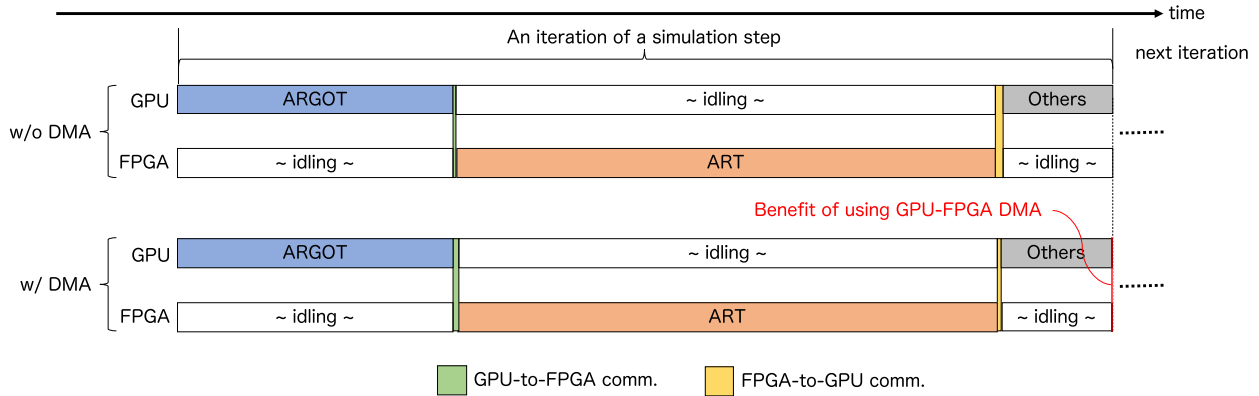 time
An iteration of a simulation step
next iteration
GPU
ARGOT
~ idling ~
Others
w/o DMA
FPGA
~ idling ~
ART
~ idling ~
Benefit of using GPU-FPGA DMA
GPU
ARGOT
~ idling ~
Others
w/ DMA
FPGA
~ idling ~
ART
~ idling ~
GPU-to-FPGA comm.
FPGA-to-GPU comm.